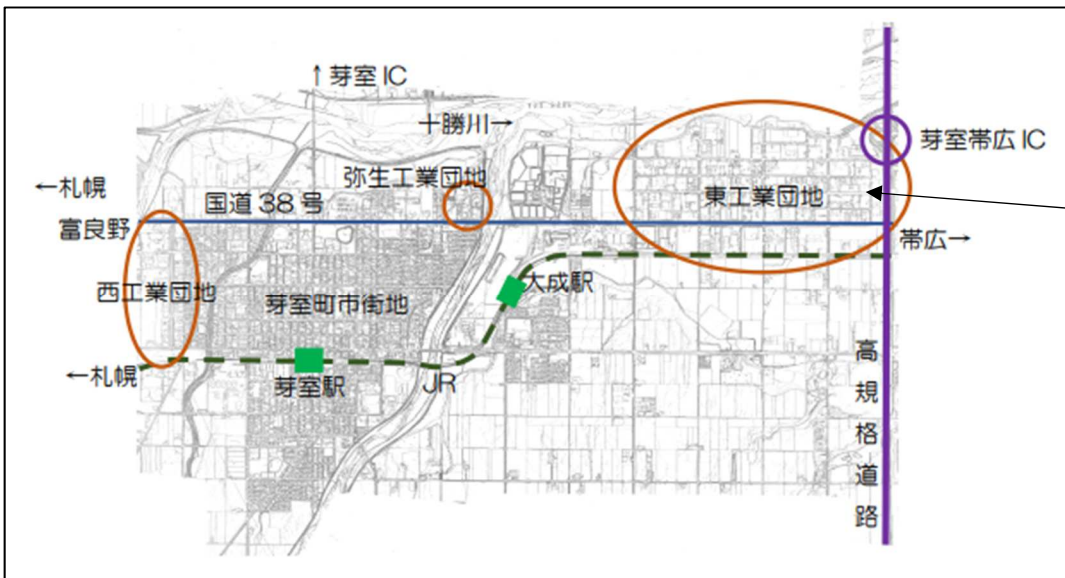 ↑芽室IC
十勝川→
芽室帯広IC
←札幌
弥生工業団地
東工業団地
国道38号
富良野
帯広→
西工業団地
大成駅
芽室町市街地
高規格道路
←札幌
芽室駅
JR